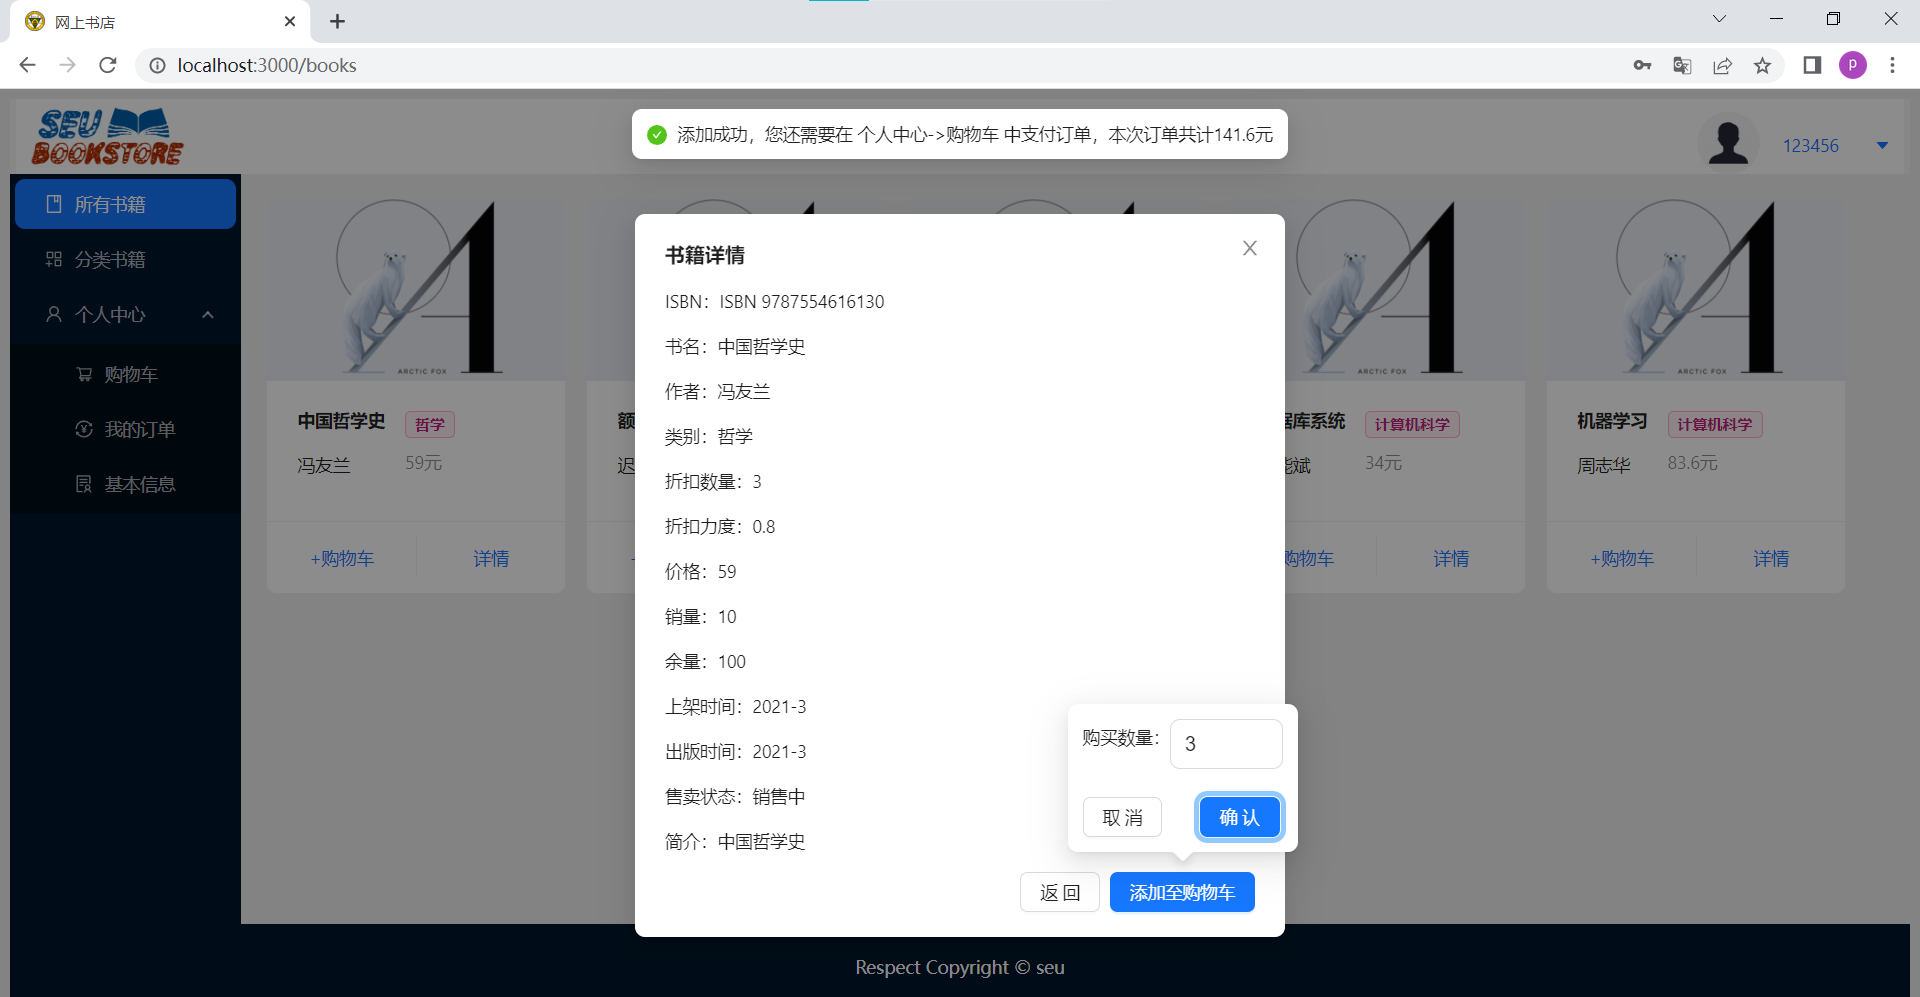 网上书店
localhost:3000/books
P
SEU
BOOKSTORE
添加成功，您还需要在 个人中心->购物车 中支付订单，本次订单共计141.6元
123456
所有书籍
分类书籍
个人中心
购物车
我的订单
基本信息
ARCTIC FOX
中国哲学史 哲学
冯友兰 59元
+购物车 详情
额
迟
书籍详情
ISBN：ISBN 9787554616130
书名：中国哲学史
作者：冯友兰
类别：哲学
折扣数量：3
折扣力度：0.8
价格：59
销量：10
余量：100
上架时间：2021-3
出版时间：2021-3
售卖状态：销售中
简介：中国哲学史
购买数量： 3
取 消 确 认
返 回 添加至购物车
ARCTIC FOX
库系统 计算机科学
斌 34元
购物车 详情
ARCTIC FOX
机器学习 计算机科学
周志华 83.6元
+购物车 详情
Respect Copyright © seu